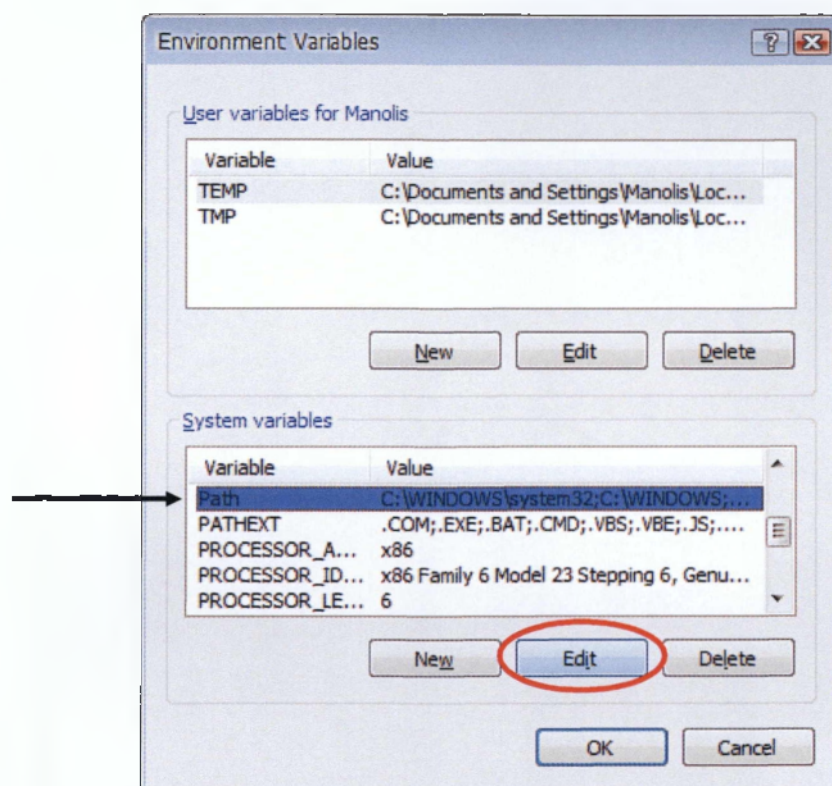 Environment Variables
User variables for Manolis
Variable Value
TEMP C:\Documents and Settings\Manolis\Loc...
TMP C:\Documents and Settings\Manolis\Loc...
New Edit Delete
System variables
Variable Value
Path C:\WINDOWS\system32;C:\WINDOWS;...
PATHEXT .COM;.EXE;.BAT;.CMD;.VBS;.VBE;.JS;....
PROCESSOR_A... x86
PROCESSOR_ID... x86 Family 6 Model 23 Stepping 6, Genu...
PROCESSOR_LE... 6
New Edit Delete
OK Cancel